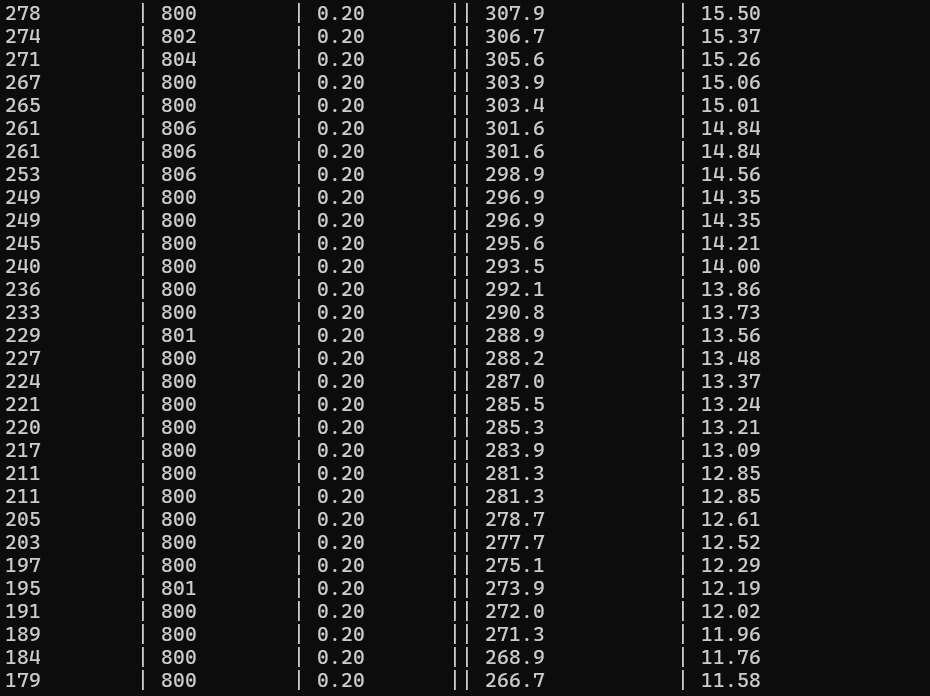 278 | 800 | 0.20 || 307.9 | 15.50
274 | 802 | 0.20 || 306.7 | 15.37
271 | 804 | 0.20 || 305.6 | 15.26
267 | 800 | 0.20 || 303.9 | 15.06
265 | 800 | 0.20 || 303.4 | 15.01
261 | 806 | 0.20 || 301.6 | 14.84
261 | 806 | 0.20 || 301.6 | 14.84
253 | 806 | 0.20 || 298.9 | 14.56
249 | 800 | 0.20 || 296.9 | 14.35
249 | 800 | 0.20 || 296.9 | 14.35
245 | 800 | 0.20 || 295.6 | 14.21
240 | 800 | 0.20 || 293.5 | 14.00
236 | 800 | 0.20 || 292.1 | 13.86
233 | 800 | 0.20 || 290.8 | 13.73
229 | 801 | 0.20 || 288.9 | 13.56
227 | 800 | 0.20 || 288.2 | 13.48
224 | 800 | 0.20 || 287.0 | 13.37
221 | 800 | 0.20 || 285.5 | 13.24
220 | 800 | 0.20 || 285.3 | 13.21
217 | 800 | 0.20 || 283.9 | 13.09
211 | 800 | 0.20 || 281.3 | 12.85
211 | 800 | 0.20 || 281.3 | 12.85
205 | 800 | 0.20 || 278.7 | 12.61
203 | 800 | 0.20 || 277.7 | 12.52
197 | 800 | 0.20 || 275.1 | 12.29
195 | 801 | 0.20 || 273.9 | 12.19
191 | 800 | 0.20 || 272.0 | 12.02
189 | 800 | 0.20 || 271.3 | 11.96
184 | 800 | 0.20 || 268.9 | 11.76
179 | 800 | 0.20 || 266.7 | 11.58